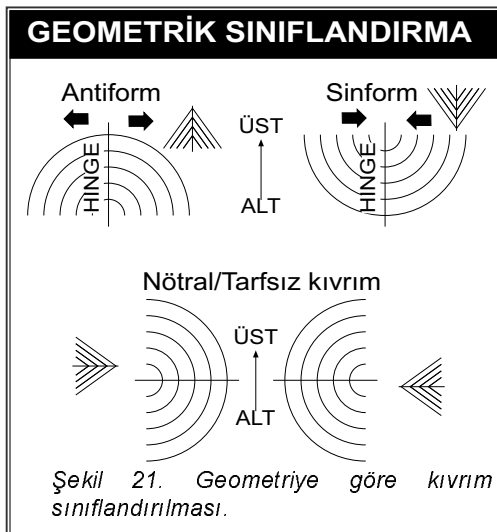 GEOMETRİK SINIFLANDIRMA
Antiform
Sinform
HINGE
ÜST
ALT
HINGE
Nötral/Tarfsız kıvrım
ÜST
ALT
Şekil 21. Geometriye göre kıvrım
sınıflandırılması.